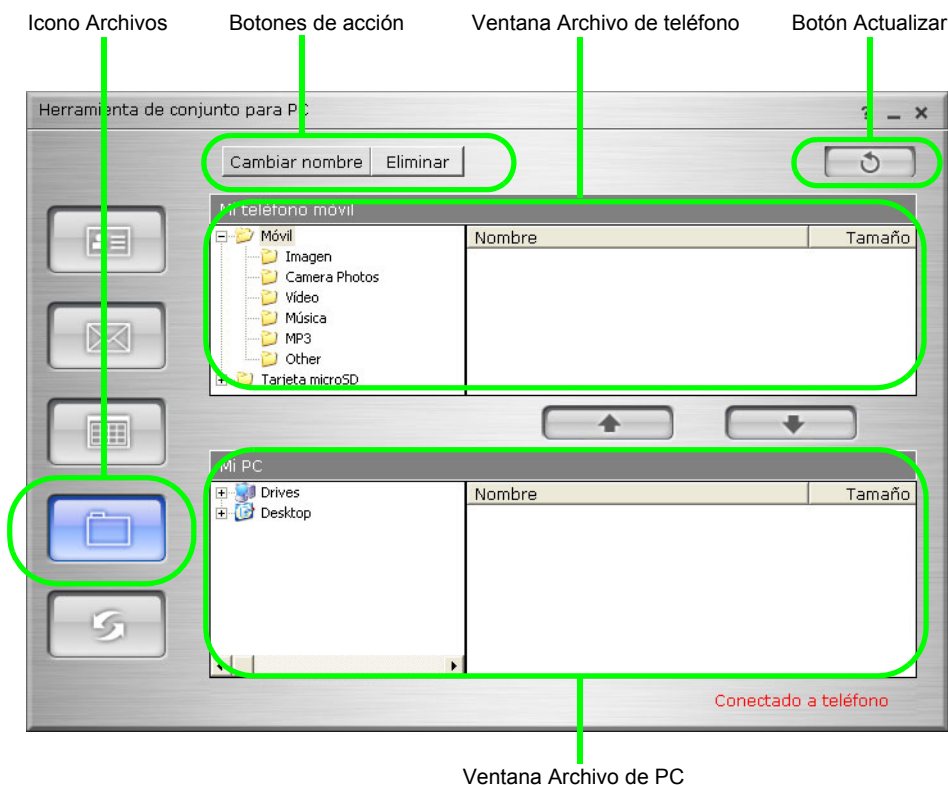 Icono Archivos
Botones de acción
Ventana Archivo de teléfono
Botón Actualizar
Herramienta de conjunto para PC
Cambiar nombre
Eliminar
Mi teléfono móvil
Móvil
Imagen
Camera Photos
Vídeo
Música
MP3
Other
Tarjeta microSD
Nombre
Tamaño
Mi PC
Drives
Desktop
Nombre
Tamaño
Conectado a teléfono
Ventana Archivo de PC